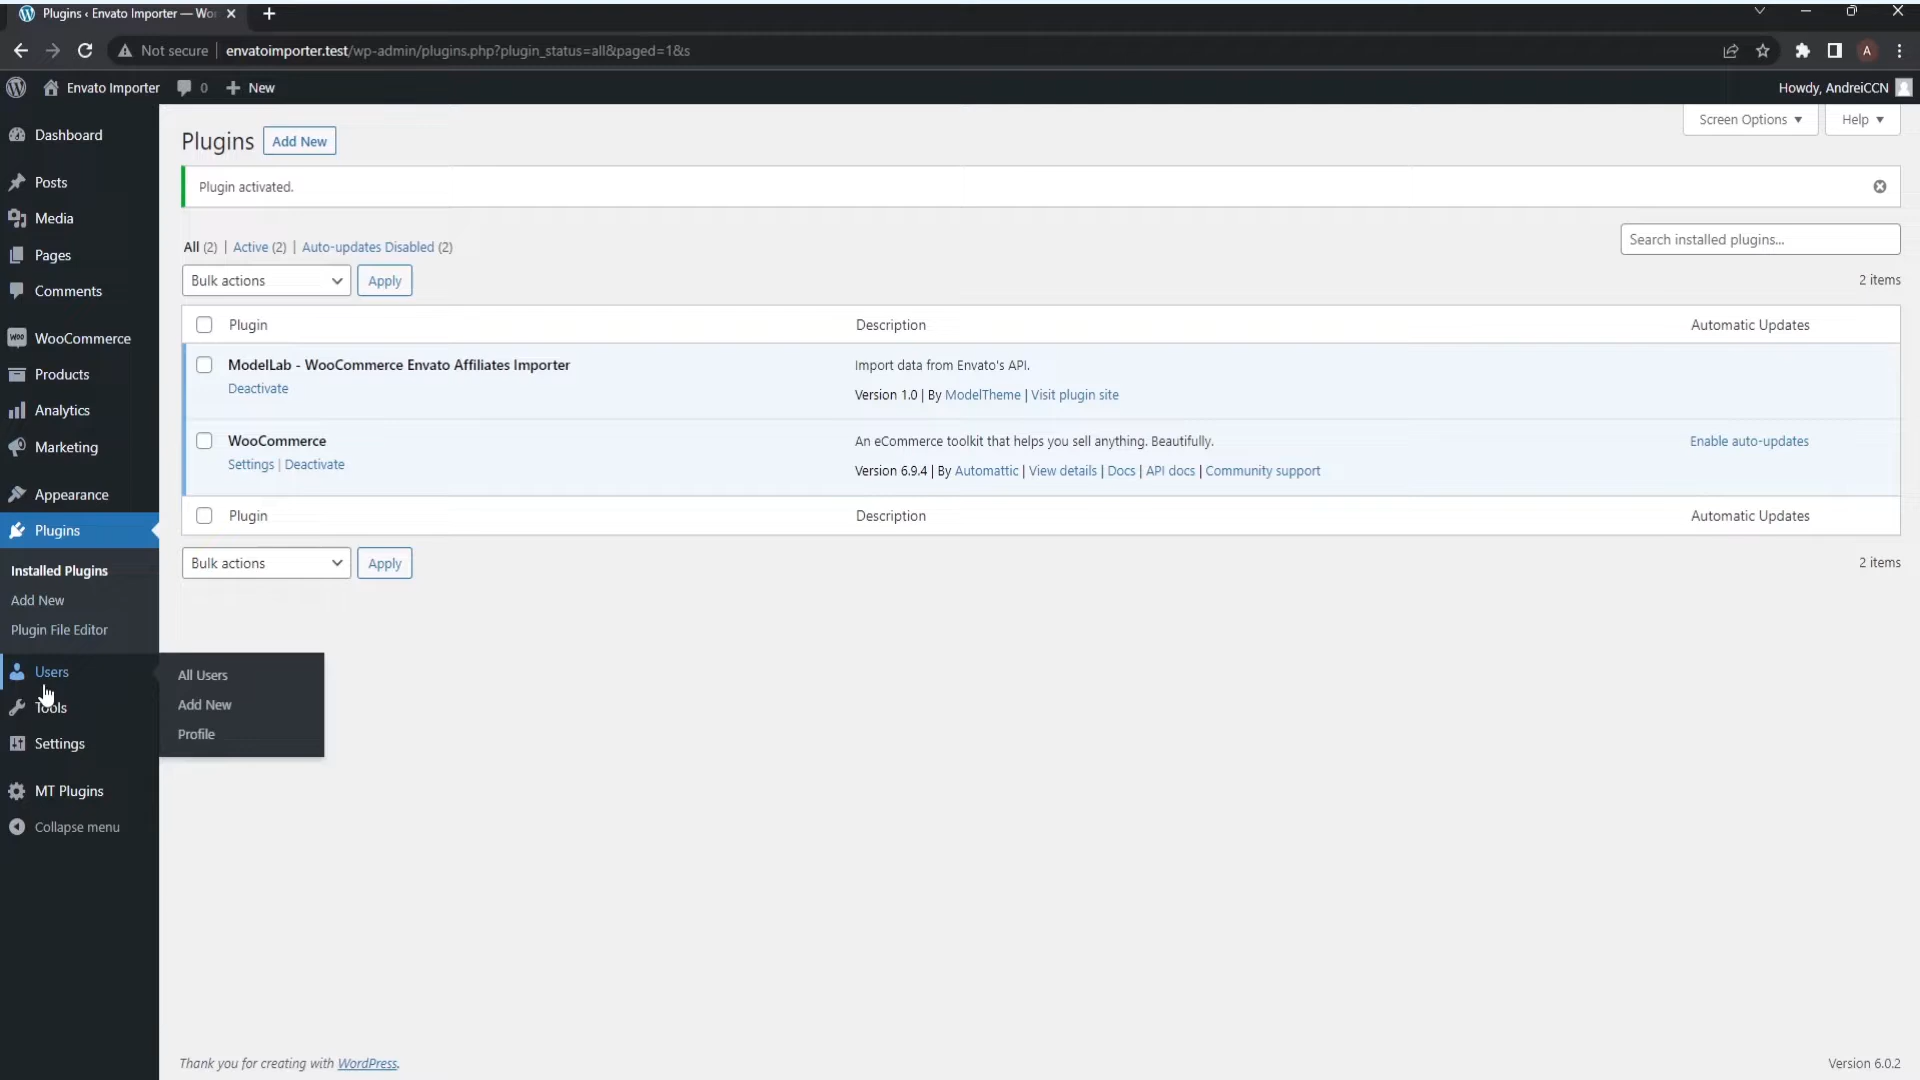 Plugins ‹ Envato Importer — Wo
Not secure
envatoimporter.test/wp-admin/plugins.php?plugin_status=all&paged=1&s
A
Envato Importer
0
New
Howdy, AndreiCCN
Dashboard
Posts
Media
Pages
Comments
WooCommerce
Products
Analytics
Marketing
Appearance
Plugins
Installed Plugins
Add New
Plugin File Editor
Users
Tools
Settings
MT Plugins
Collapse menu
All Users
Add New
Profile
Screen Options
Help
Plugins
Add New
Plugin activated.
All (2) | Active (2) | Auto-updates Disabled (2)
Search installed plugins...
Bulk actions
Apply
2 items
Plugin
Description
Automatic Updates
ModelLab - WooCommerce Envato Affiliates Importer
Deactivate
Import data from Envato's API.
Version 1.0 | By ModelTheme | Visit plugin site
WooCommerce
Settings | Deactivate
An eCommerce toolkit that helps you sell anything. Beautifully.
Version 6.9.4 | By Automattic | View details | Docs | API docs | Community support
Enable auto-updates
Plugin
Description
Automatic Updates
Bulk actions
Apply
2 items
Thank you for creating with WordPress.
Version 6.0.2